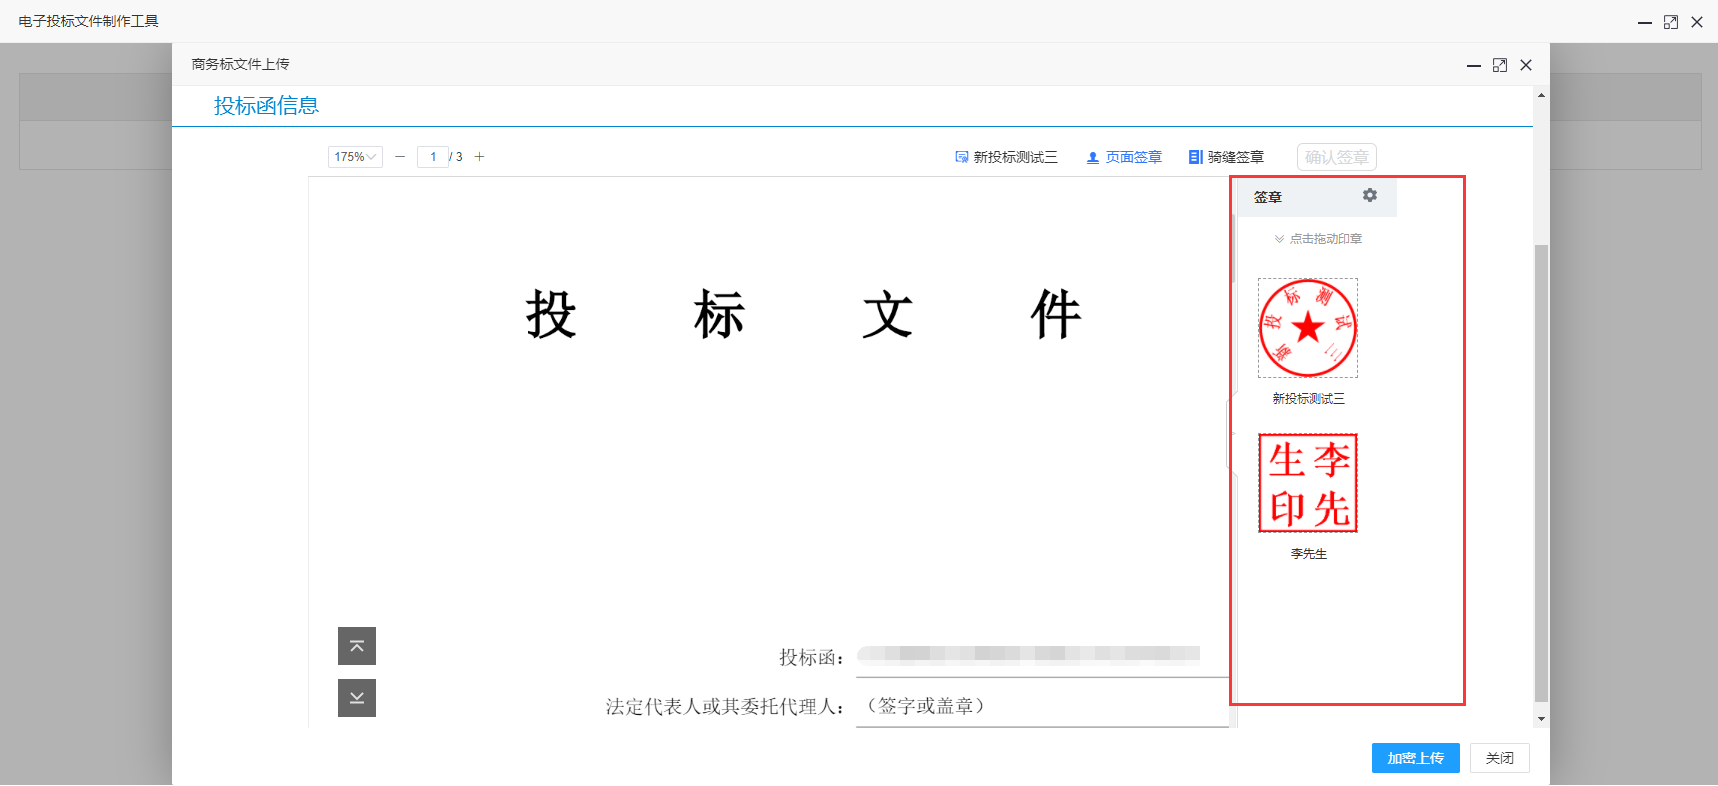 电子投标文件制作工具
商务标文件上传
投标函信息
175%
1 / 3
新投标测试三
页面签章
骑缝签章
确认签章
签章
点击拖动印章
投标文件
新投标测试三
新投标测试三
李先生印
李先生
投标函：
法定代表人或其委托代理人：（签字或盖章）
加密上传
关闭